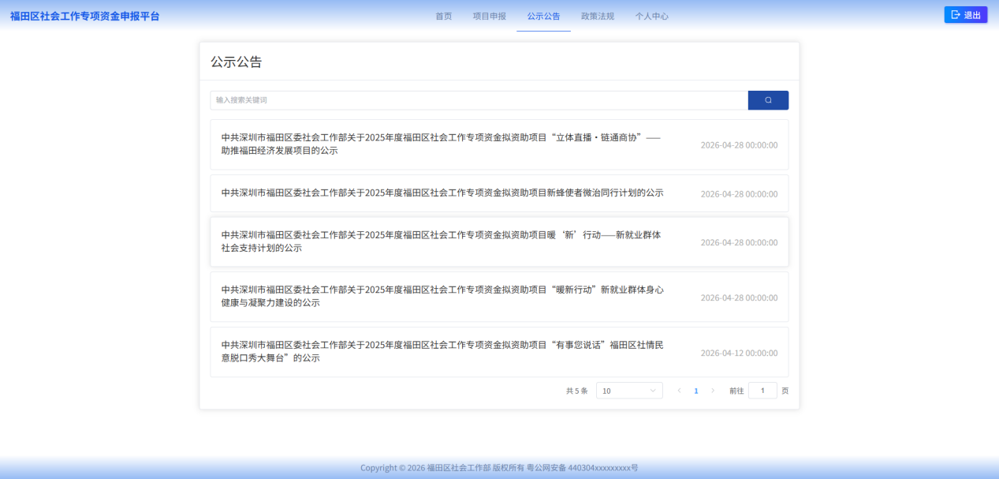 福田区社会工作专项资金申报平台
首页 项目申报 公示公告 政策法规 个人中心
退出
公示公告
输入搜索关键词
中共深圳市福田区委社会工作部关于2025年度福田区社会工作专项资金拟资助项目“立体直播·链通商协”——
助推福田经济发展项目的公示
2026-04-28 00:00:00
中共深圳市福田区委社会工作部关于2025年度福田区社会工作专项资金拟资助项目新蜂使者微治同行计划的公示
2026-04-28 00:00:00
中共深圳市福田区委社会工作部关于2025年度福田区社会工作专项资金拟资助项目暖‘新’行动——新就业群体
社会支持计划的公示
2026-04-28 00:00:00
中共深圳市福田区委社会工作部关于2025年度福田区社会工作专项资金拟资助项目“暖新行动”新就业群体身心
健康与凝聚力建设的公示
2026-04-28 00:00:00
中共深圳市福田区委社会工作部关于2025年度福田区社会工作专项资金拟资助项目“有事您说话”福田区社情民
意脱口秀大舞台”的公示
2026-04-12 00:00:00
共 5 条 10 1 前往 1 页
Copyright © 2026 福田区社会工作部 版权所有 粤公网安备 440304xxxxxxxxx号